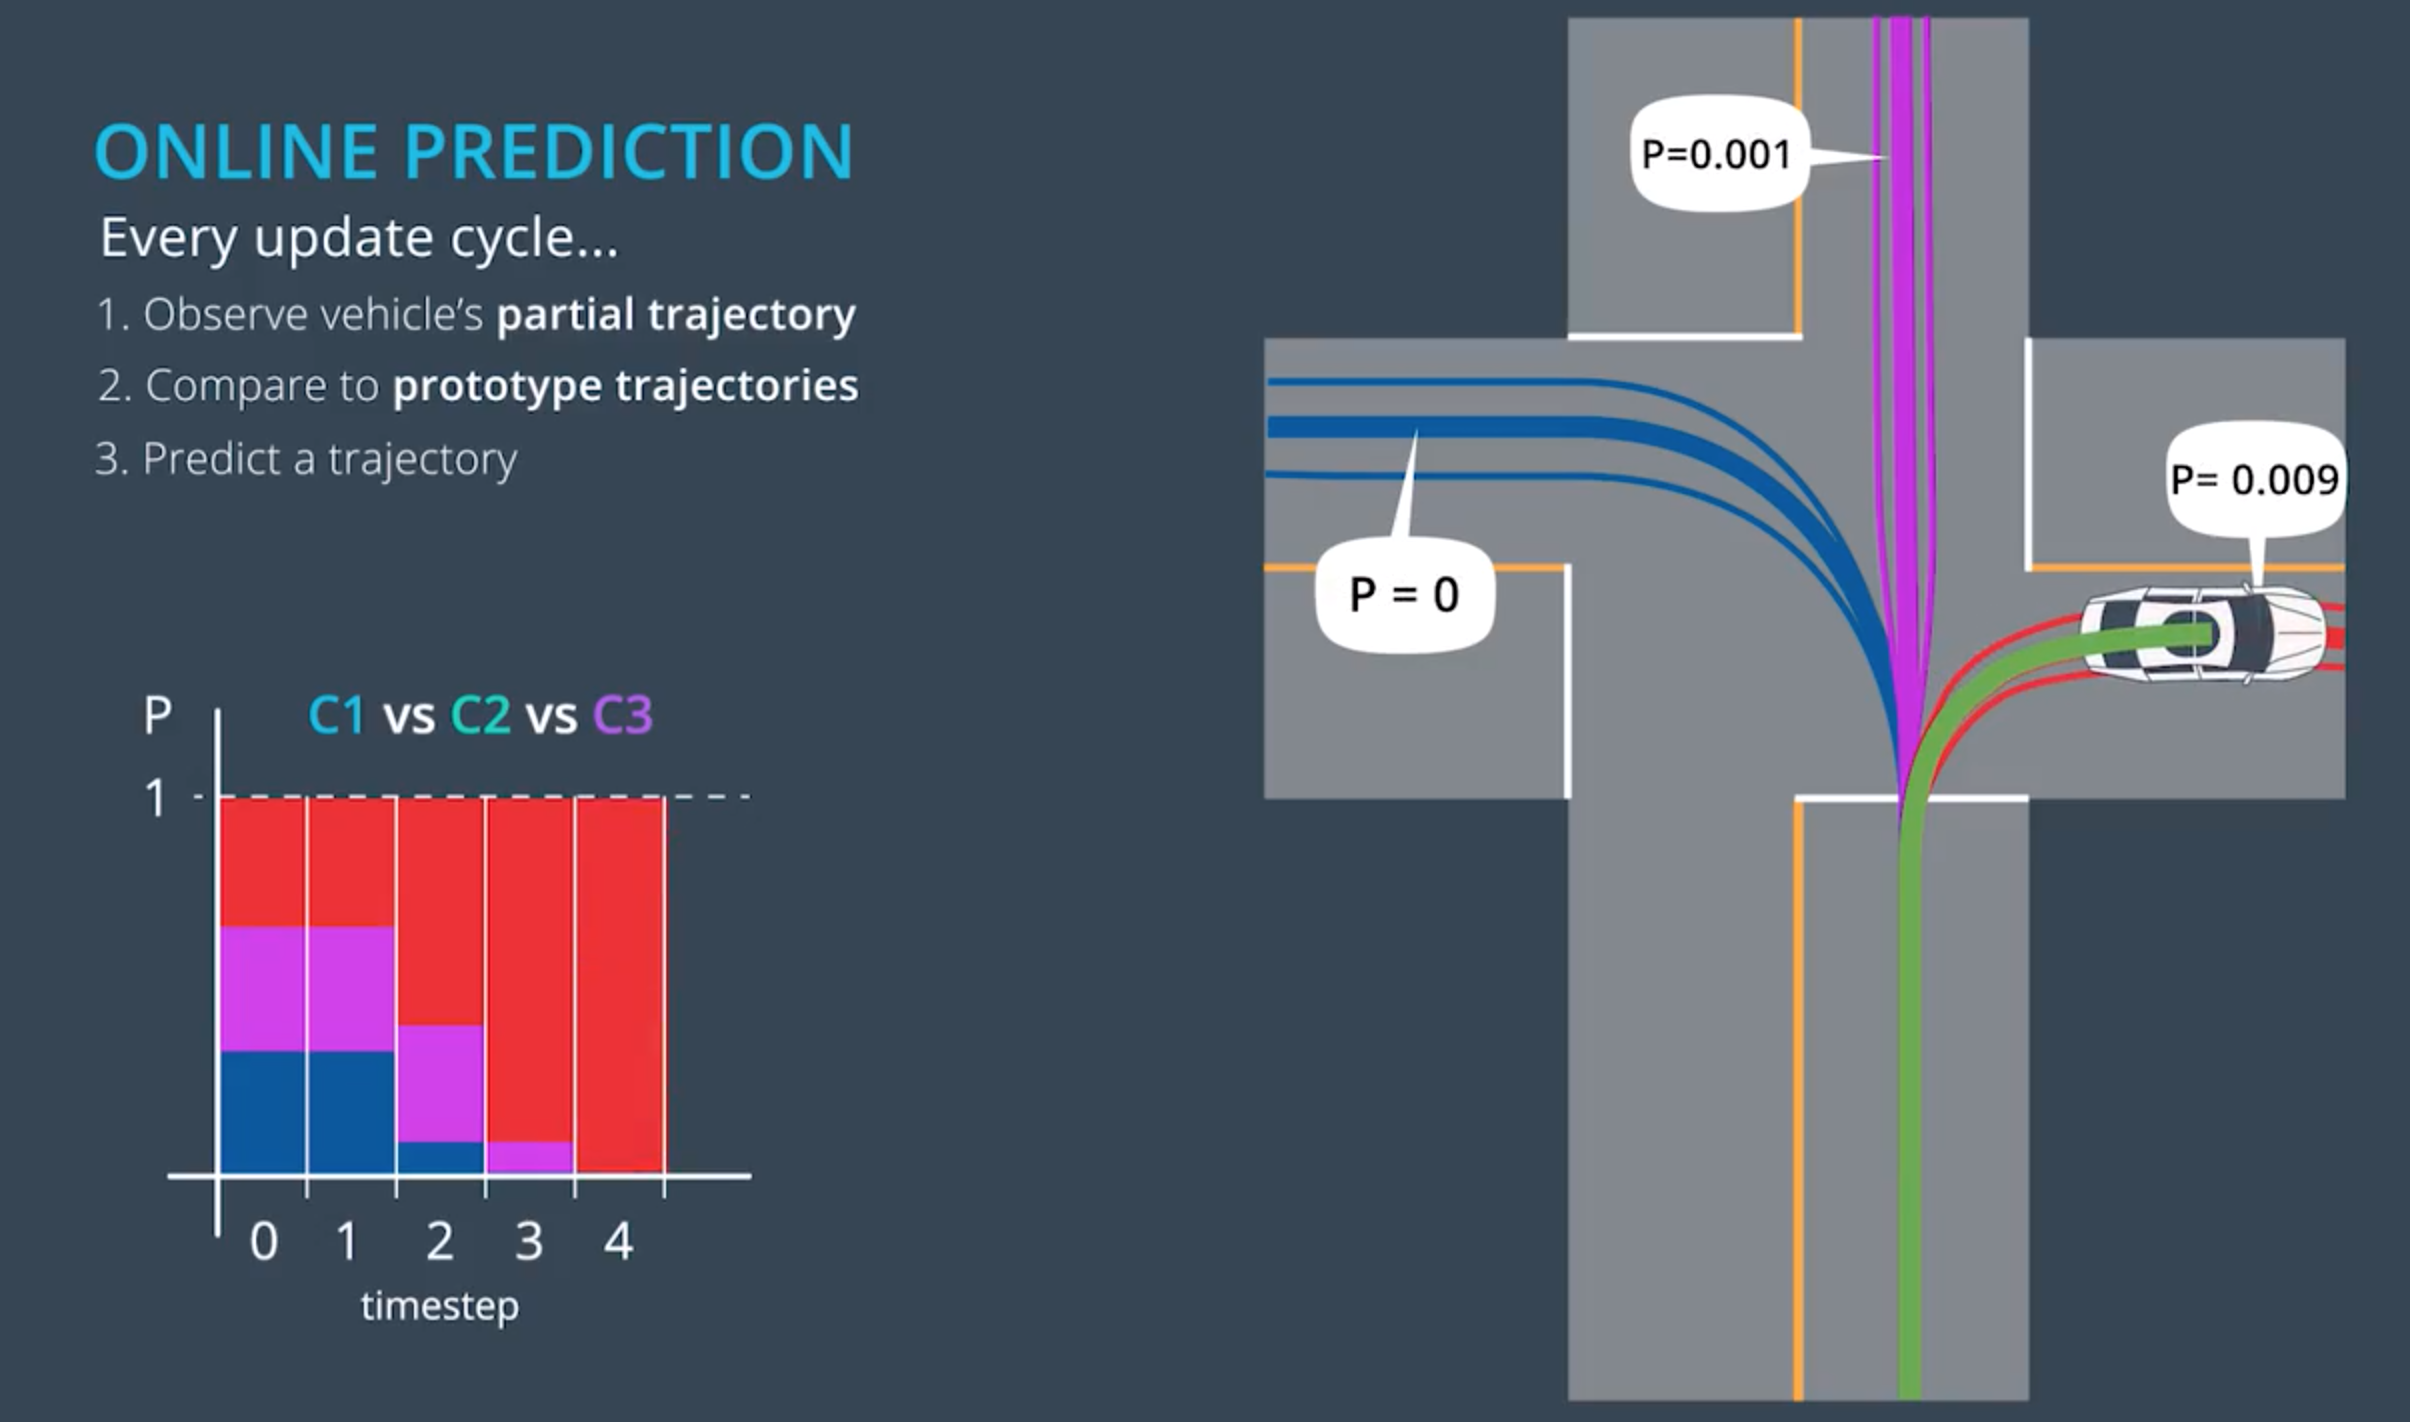 ONLINE PREDICTION
Every update cycle...
1. Observe vehicle's partial trajectory
2. Compare to prototype trajectories
3. Predict a trajectory
P
C1 vs C2 vs C3
1
0 1 2 3 4
timestep
P=0.001
P= 0.009
P = 0